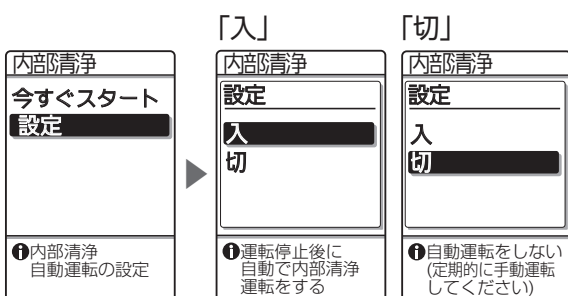 内部清浄
今すぐスタート
設定
❶内部清浄
自動運転の設定
「入」
内部清浄
設定
入
切
❶運転停止後に
自動で内部清浄
運転をする
「切」
内部清浄
設定
入
切
❶自動運転をしない
(定期的に手動運転
してください)